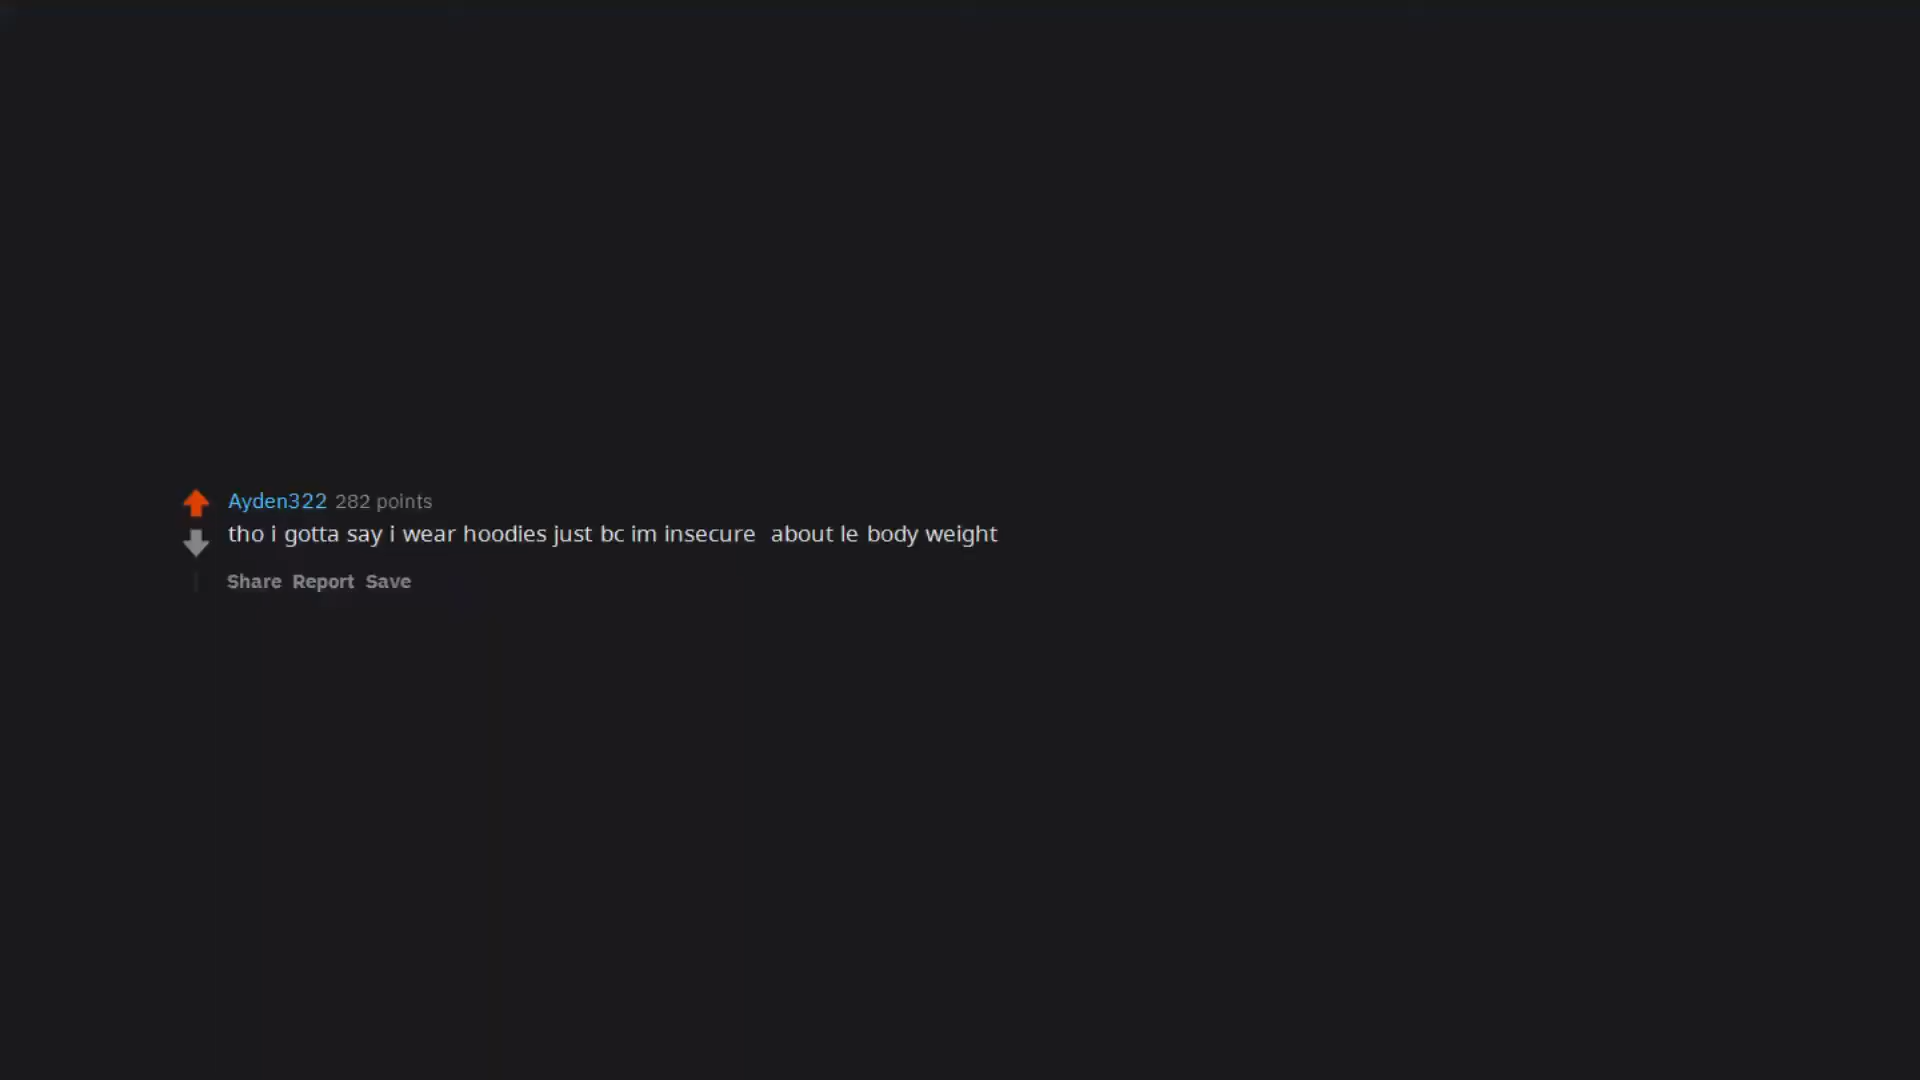 Ayden322 282 points
tho i gotta say i wear hoodies just bc im insecure  about le body weight
Share Report Save